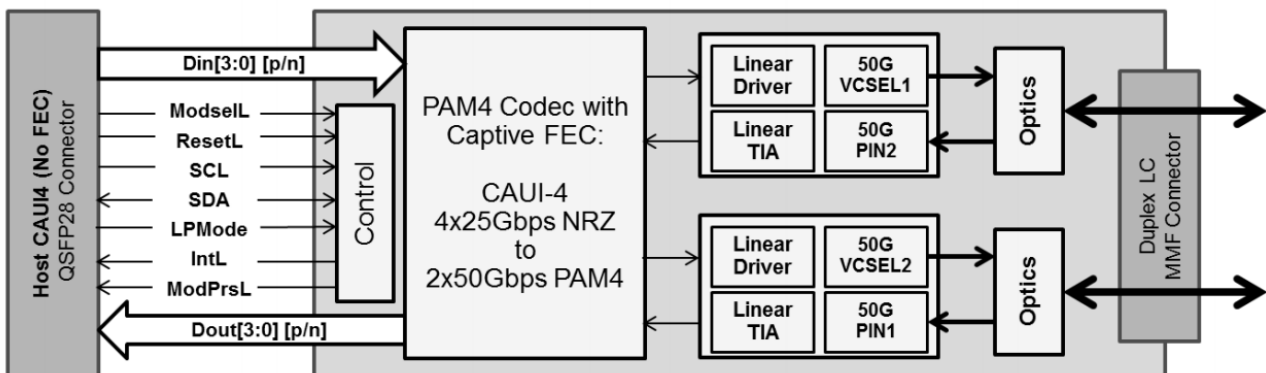 Host CAUI4 (No FEC)
QSFP28 Connector
Din[3:0] [p/n]
ModselL
ResetL
SCL
SDA
LPMode
IntL
ModPrsL
Dout[3:0] [p/n]
Control
PAM4 Codec with
Captive FEC:
CAUI-4
4x25Gbps NRZ
to
2x50Gbps PAM4
Linear
Driver
50G
VCSEL1
Linear
TIA
50G
PIN2
Optics
Linear
Driver
50G
VCSEL2
Linear
TIA
50G
PIN1
Optics
Duplex LC
MMF Connector